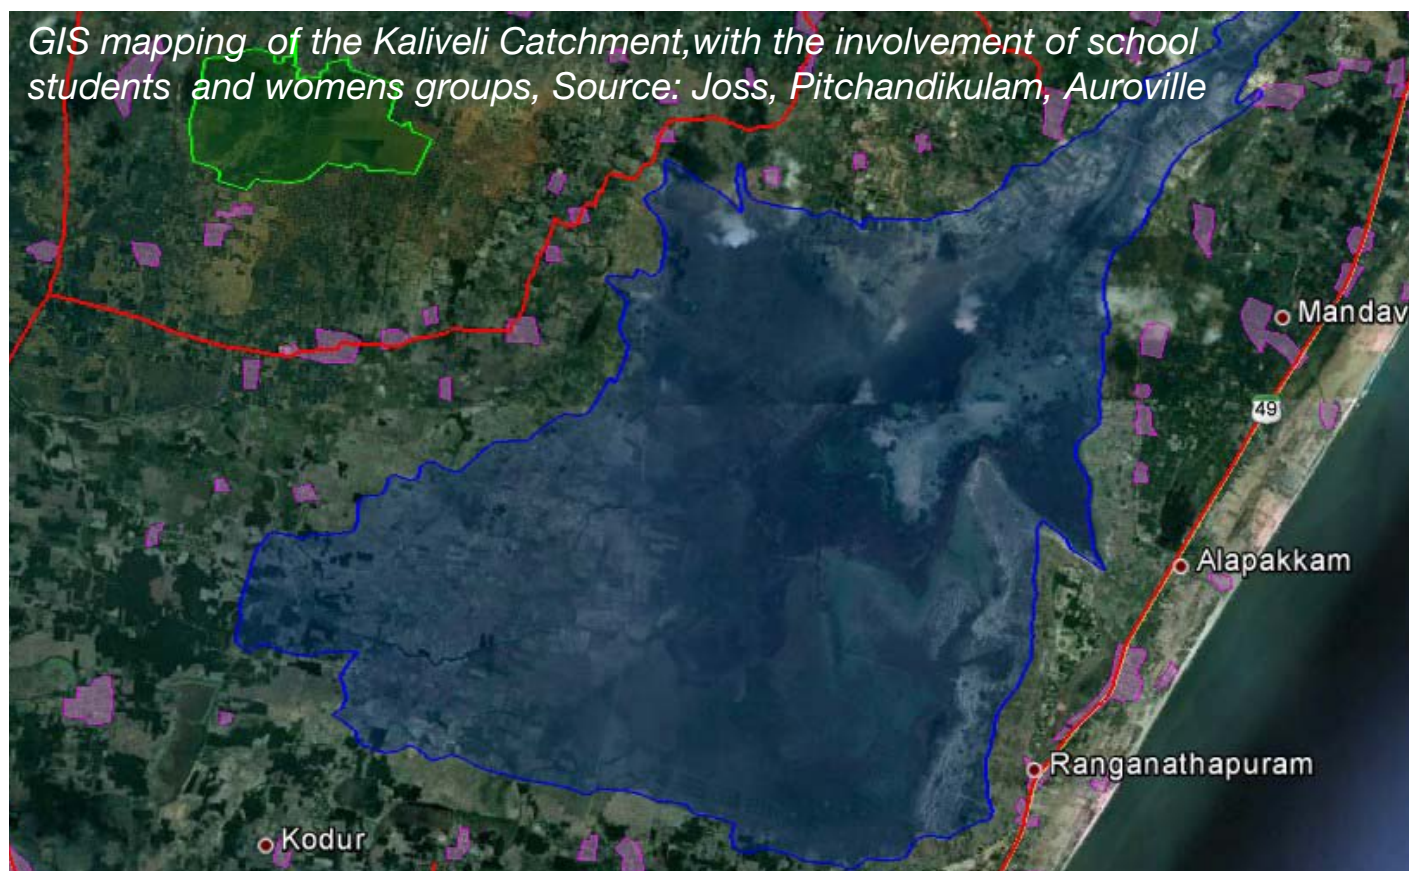 GIS mapping  of the Kaliveli Catchment,with the involvement of school
students  and womens groups, Source: Joss, Pitchandikulam, Auroville
Mandav
49
Alapakkam
Ranganathapuram
Kodur